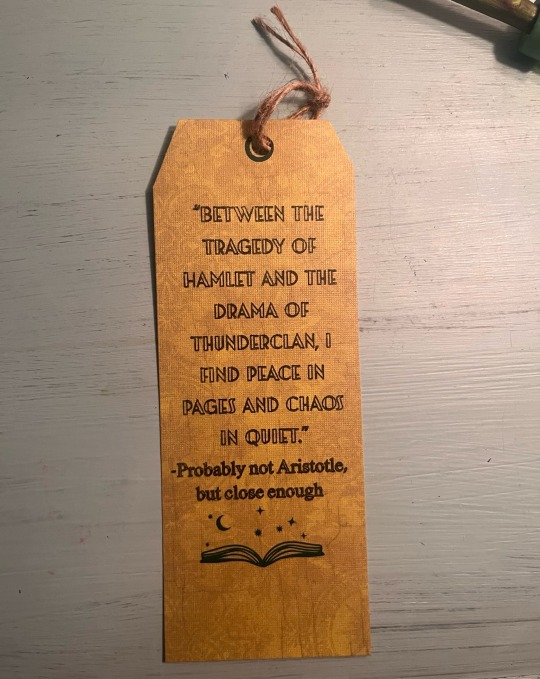 “BETWEEN THE
TRAGEDY OF
HAMLET AND THE
DRAMA OF
THUNDERCLAN, I
FIND PEACE IN
PAGES AND CHAOS
IN QUIET.”
-Probably not Aristotle,
but close enough